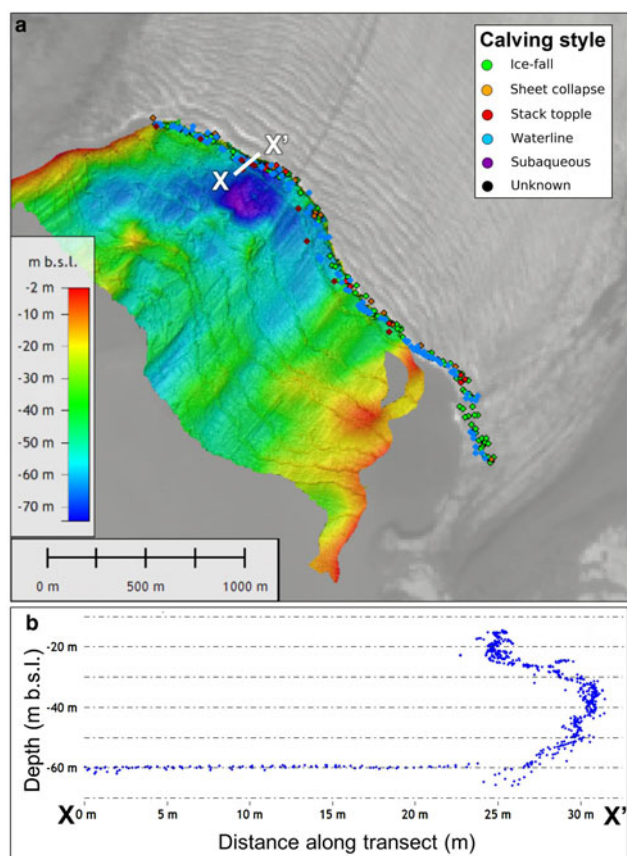 a
Calving style
Ice-fall
Sheet collapse
Stack topple
Waterline
Subaqueous
Unknown
X'
X
m b.s.l.
-2 m
-10 m
-20 m
-30 m
-40 m
-50 m
-60 m
-70 m
0 m 500 m 1000 m
b
Depth (m b.s.l.)
-20 m
-40 m
-60 m
X 0 m 5 m 10 m 15 m 20 m 25 m 30 m X'
Distance along transect (m)